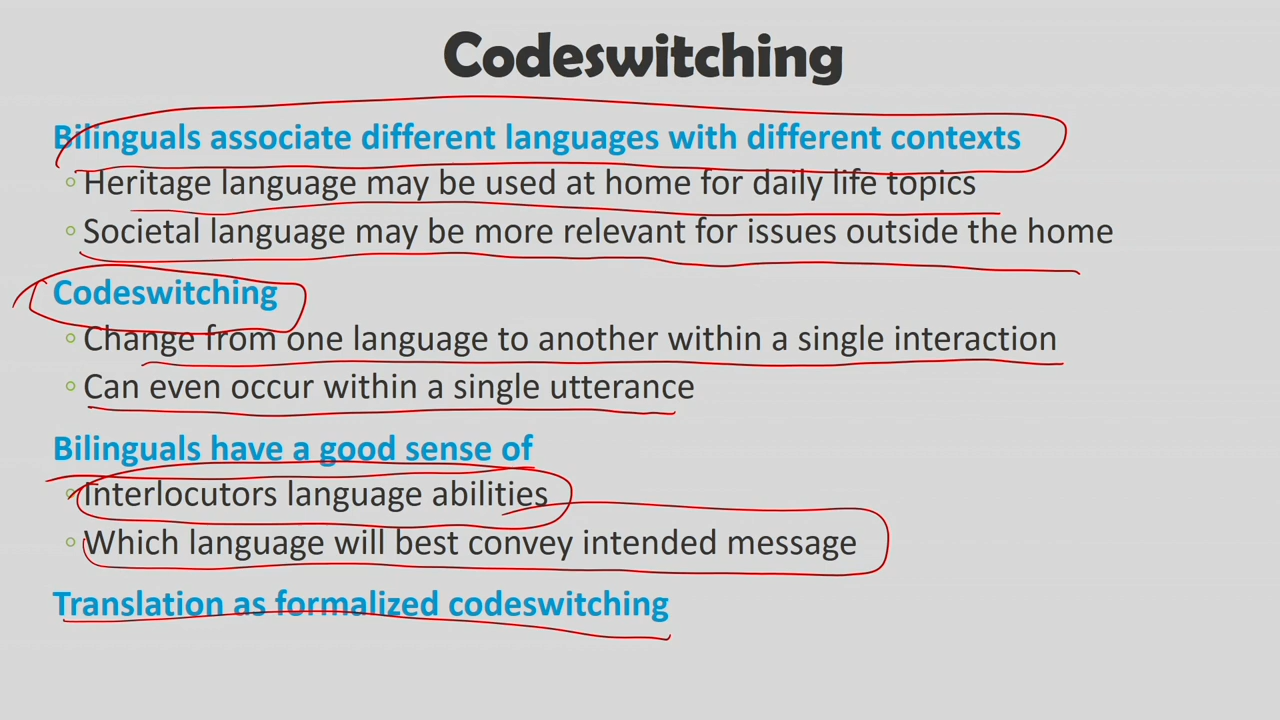 Codeswitching
Bilinguals associate different languages with different contexts
Heritage language may be used at home for daily life topics
Societal language may be more relevant for issues outside the home
Codeswitching
Change from one language to another within a single interaction
Can even occur within a single utterance
Bilinguals have a good sense of
Interlocutors language abilities
Which language will best convey intended message
Translation as formalized codeswitching